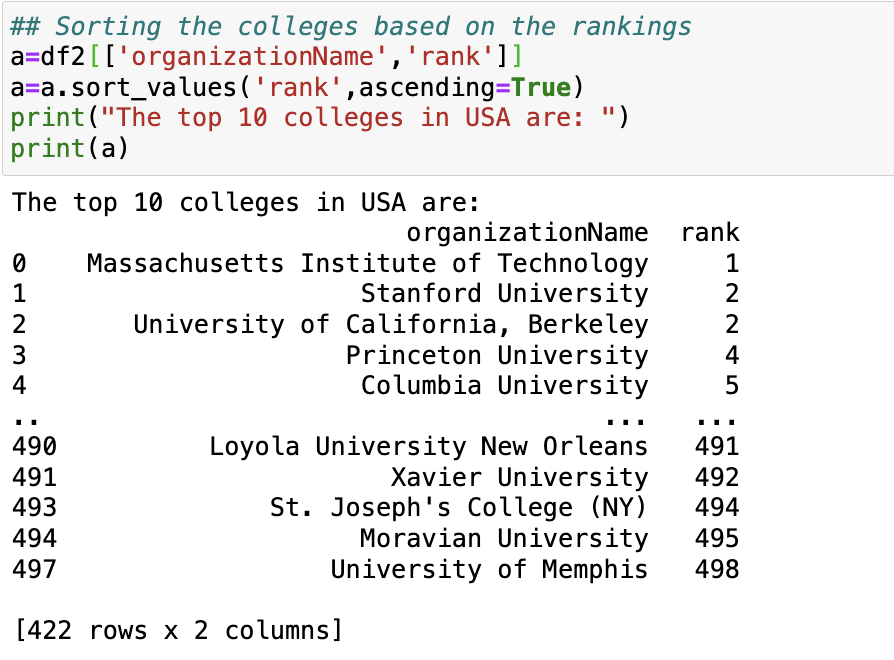 ## Sorting the colleges based on the rankings
a=df2[['organizationName','rank']]
a=a.sort_values('rank',ascending=True)
print("The top 10 colleges in USA are: ")
print(a)
The top 10 colleges in USA are:
organizationName rank
0 Massachusetts Institute of Technology 1
1 Stanford University 2
2 University of California, Berkeley 2
3 Princeton University 4
4 Columbia University 5
.. ... ...
490 Loyola University New Orleans 491
491 Xavier University 492
493 St. Joseph's College (NY) 494
494 Moravian University 495
497 University of Memphis 498
[422 rows x 2 columns]